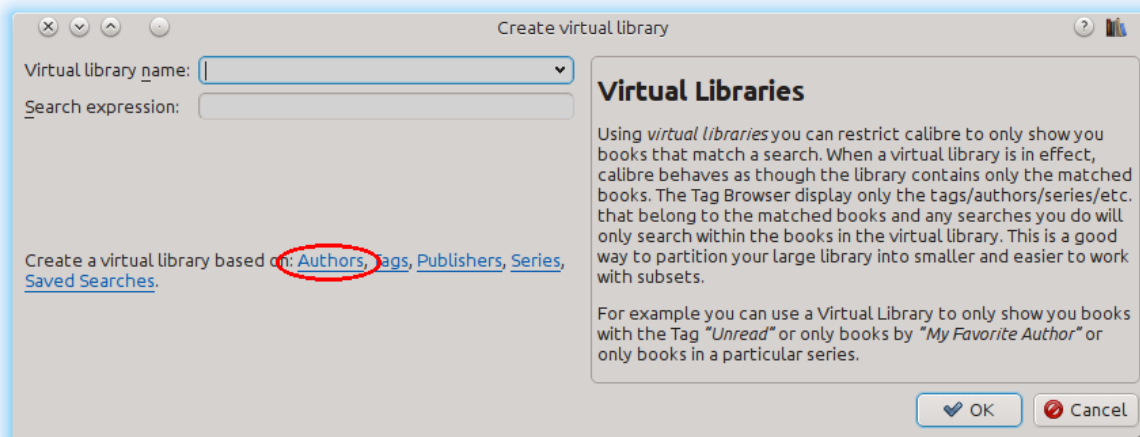 Create virtual library
Virtual library name:
Search expression:
Create a virtual library based on: Authors, Tags, Publishers, Series,
Saved Searches.
Virtual Libraries
Using virtual libraries you can restrict calibre to only show you
books that match a search. When a virtual library is in effect,
calibre behaves as though the library contains only the matched
books. The Tag Browser display only the tags/authors/series/etc.
that belong to the matched books and any searches you do will
only search within the books in the virtual library. This is a good
way to partition your large library into smaller and easier to work
with subsets.
For example you can use a Virtual Library to only show you books
with the Tag "Unread" or only books by "My Favorite Author" or
only books in a particular series.
OK
Cancel